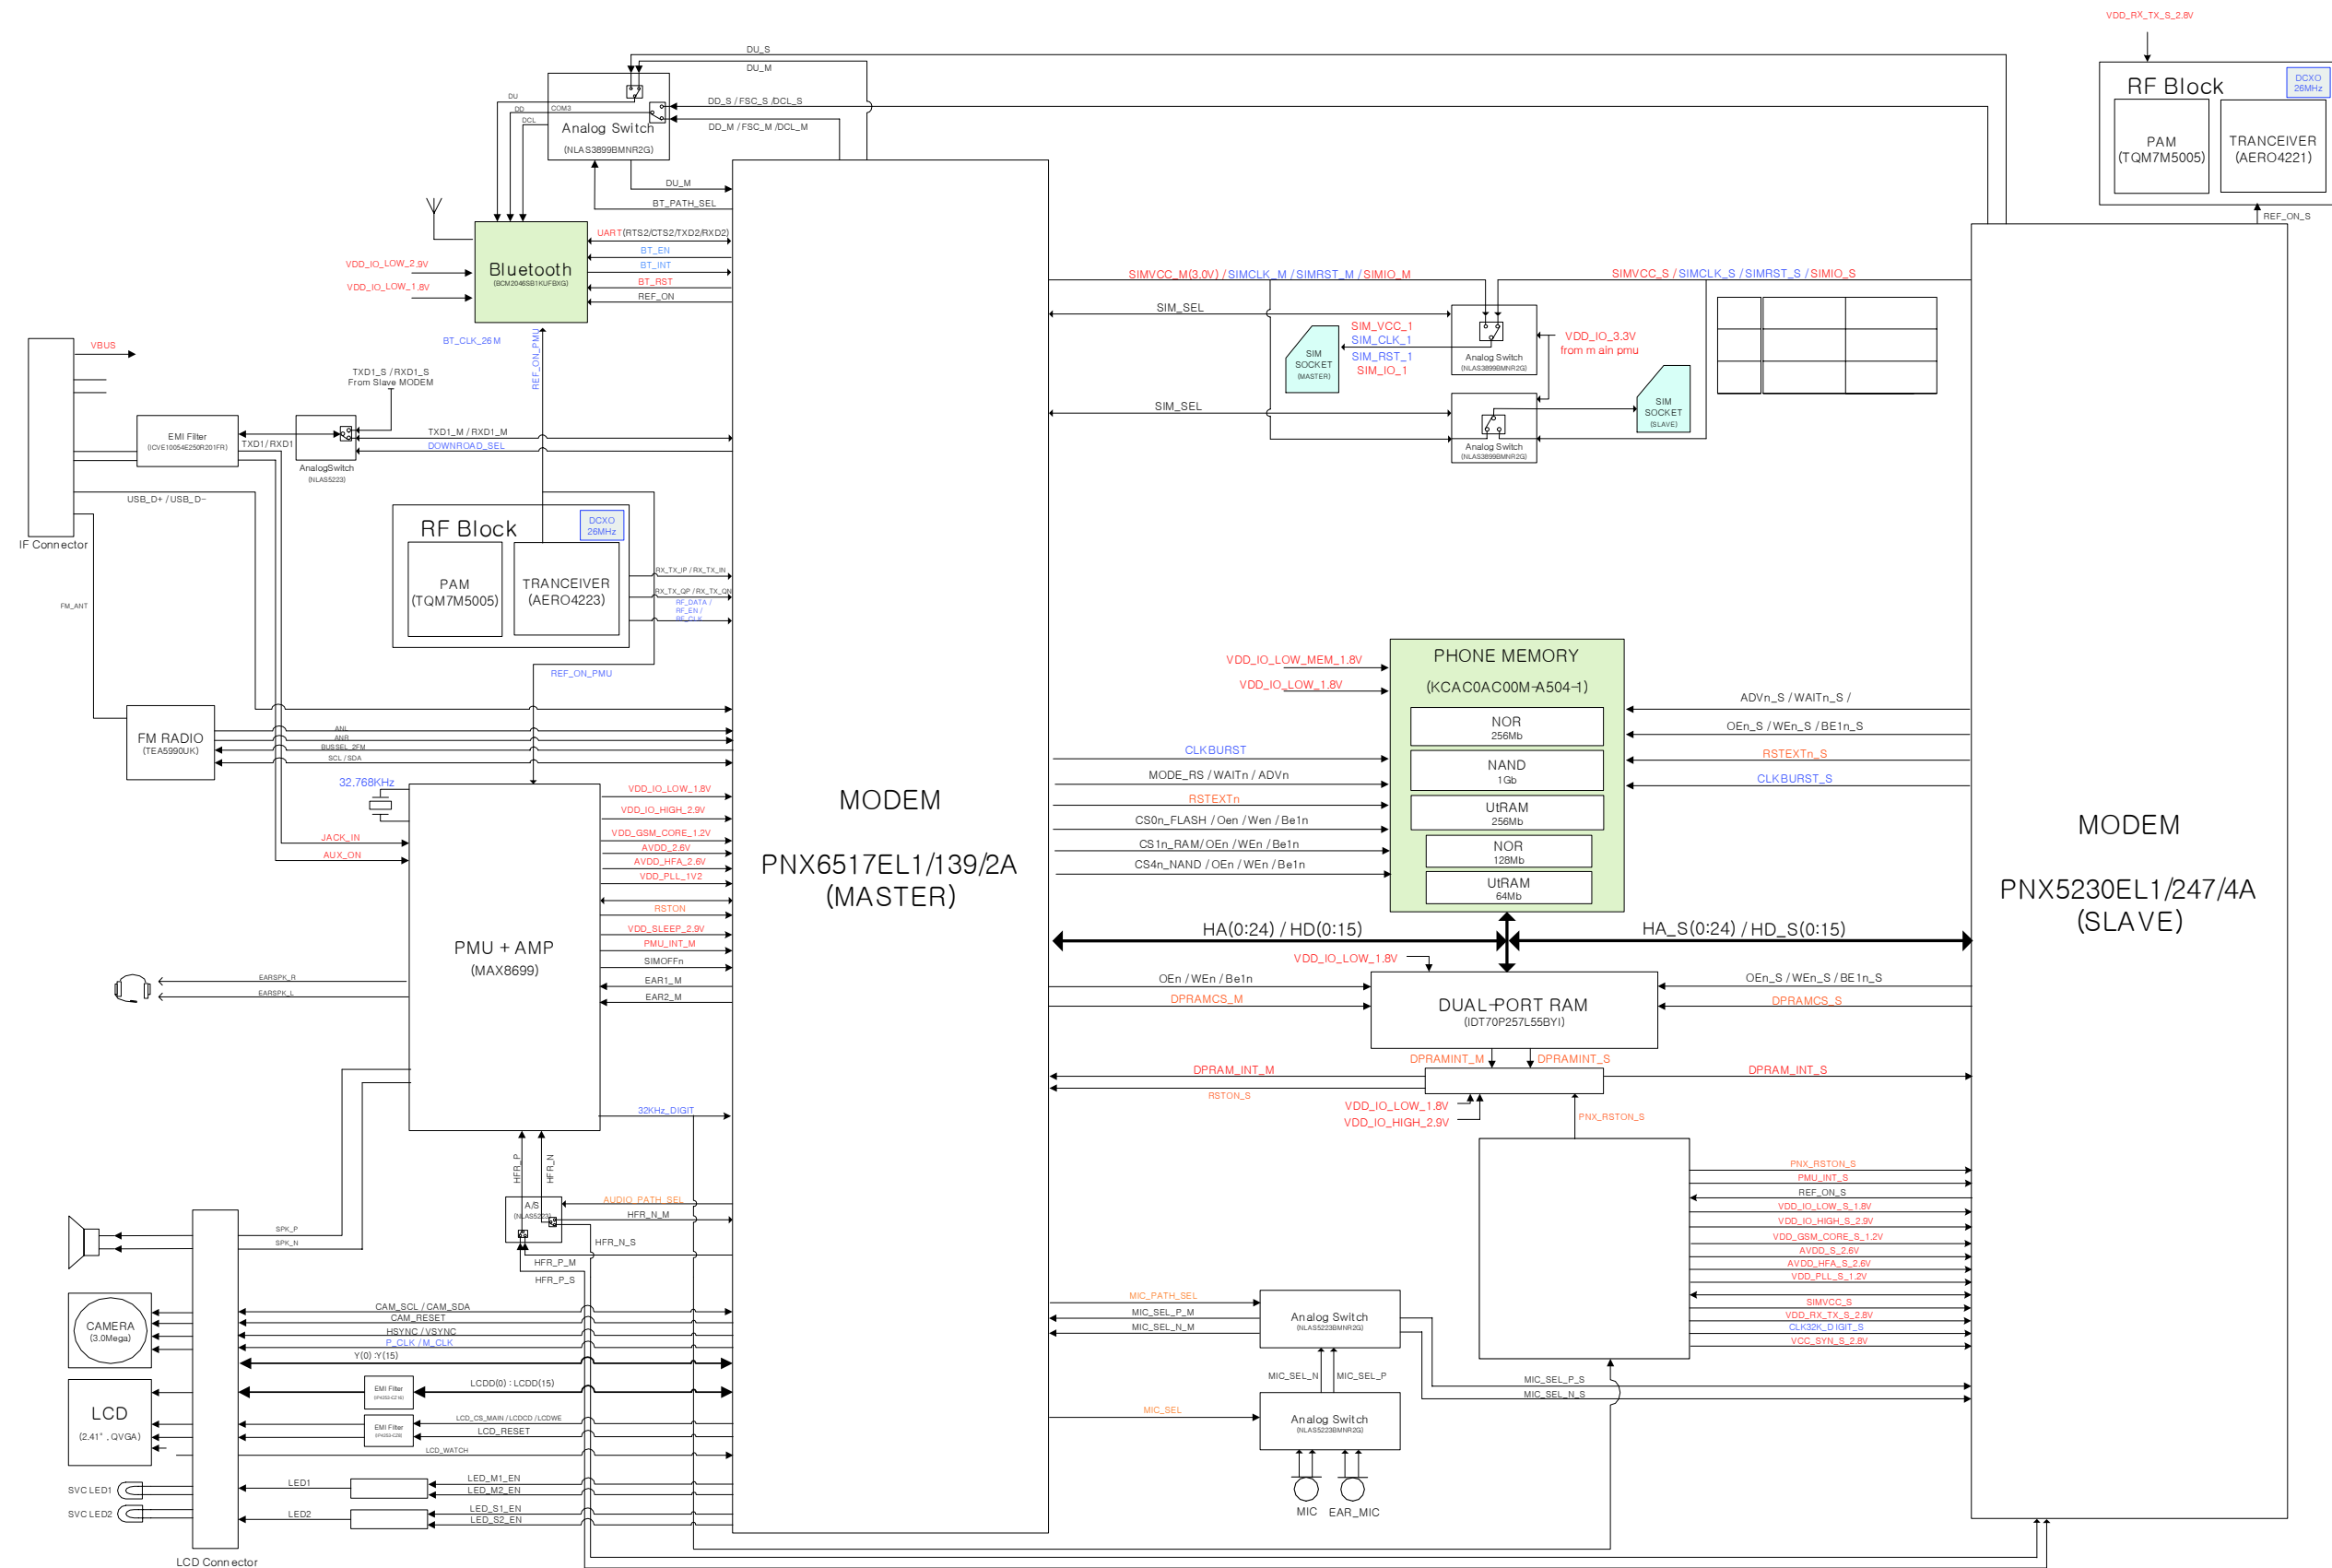 VDD_RX_TX_S_2.8V
RF Block
DCXO
26MHz
PAM
(TQM7M5005)
TRANCEIVER
(AERO4221)
REF_ON_S
DU_S
DU_M
DU
DD
COM3
DCL
Analog Switch
(NLAS3899BMNR2G)
DD_S / FSC_S /DCL_S
DD_M / FSC_M /DCL_M
DU_M
BT_PATH_SEL
Bluetooth
(BCM2046SB1KUFBXG)
UART(RTS2/CTS2/TXD2/RXD2)
BT_EN
BT_INT
BT_RST
REF_ON
VDD_IO_LOW_2.9V
VDD_IO_LOW_1.8V
BT_CLK_26M
REF_ON_PMU
VBUS
TXD1_S / RXD1_S
From Slave MODEM
EMI Filter
(ICVE10054E250R201FR)
TXD1/ RXD1
AnalogSwitch
(NLAS5223)
TXD1_M / RXD1_M
DOWNROAD_SEL
USB_D+ / USB_D-
IF Connector
RF Block
DCXO
26MHz
PAM
(TQM7M5005)
TRANCEIVER
(AERO4223)
RX_TX_IP / RX_TX_IN
RX_TX_QP / RX_TX_QN
RF_DATA /
RF_EN /
RF_CLK
FM_ANT
REF_ON_PMU
FM RADIO
(TEA5990UK)
ANL
ANR
BUSSEL_2FM
SCL / SDA
32.768KHz
JACK_IN
AUX_ON
PMU + AMP
(MAX8699)
VDD_IO_LOW_1.8V
VDD_IO_HIGH_2.9V
VDD_GSM_CORE_1.2V
AVDD_2.6V
AVDD_HFA_2.6V
VDD_PLL_1V2
RSTON
VDD_SLEEP_2.9V
PMU_INT_M
SIMOFFn
EAR1_M
EAR2_M
EARSPK_R
EARSPK_L
32KHz_DIGIT
HFR_P
HFR_N
A/S
(NLAS5223)
AUDIO_PATH_SEL
HFR_N_M
HFR_N_S
HFR_P_M
HFR_P_S
SPK_P
SPK_N
CAMERA
(3.0Mega)
CAM_SCL / CAM_SDA
CAM_RESET
HSYNC / VSYNC
P_CLK / M_CLK
Y(0) :Y(15)
LCD
(2.41" , QVGA)
EMI Filter
LCDD(0) : LCDD(15)
EMI Filter
LCD_CS_MAIN / LCDCD / LCDWE
LCD_RESET
LCD_WATCH
SVC LED1
SVC LED2
LED1
LED2
LED_M1_EN
LED_M2_EN
LED_S1_EN
LED_S2_EN
LCD Connector
MODEM
PNX6517EL1/139/2A
(MASTER)
SIMVCC_M(3.0V) / SIMCLK_M / SIMRST_M / SIMIO_M
SIMVCC_S / SIMCLK_S / SIMRST_S / SIMIO_S
SIM_SEL
SIM
SOCKET
(MASTER)
SIM_VCC_1
SIM_CLK_1
SIM_RST_1
SIM_IO_1
Analog Switch
(NLAS3899BMNR2G)
VDD_IO_3.3V
from m ain pmu
SIM_SEL
Analog Switch
(NLAS3899BMNR2G)
SIM
SOCKET
(SLAVE)
PHONE MEMORY
(KCAC0AC00M-A504-1)
NOR
256Mb
NAND
1Gb
UtRAM
256Mb
NOR
128Mb
UtRAM
64Mb
VDD_IO_LOW_MEM_1.8V
VDD_IO_LOW_1.8V
CLKBURST
MODE_RS / WAITn / ADVn
RSTEXTn
CS0n_FLASH / Oen / Wen / Be1n
CS1n_RAM/ OEn / WEn / Be1n
CS4n_NAND / OEn / WEn / Be1n
ADVn_S / WAITn_S /
OEn_S / WEn_S / BE1n_S
RSTEXTn_S
CLKBURST_S
HA(0:24) / HD(0:15)
HA_S(0:24) / HD_S(0:15)
VDD_IO_LOW_1.8V
OEn / WEn / Be1n
DPRAMCS_M
DUAL-PORT RAM
(IDT70P257L55BYI)
OEn_S / WEn_S / BE1n_S
DPRAMCS_S
DPRAMINT_M
DPRAMINT_S
DPRAM_INT_M
RSTON_S
DPRAM_INT_S
VDD_IO_LOW_1.8V
VDD_IO_HIGH_2.9V
PNX_RSTON_S
PNX_RSTON_S
PMU_INT_S
REF_ON_S
VDD_IO_LOW_S_1.8V
VDD_IO_HIGH_S_2.9V
VDD_GSM_CORE_S_1.2V
AVDD_S_2.6V
AVDD_HFA_S_2.6V
VDD_PLL_S_1.2V
SIMVCC_S
VDD_RX_TX_S_2.8V
CLK32K_DIGIT_S
VCC_SYN_S_2.8V
MIC_PATH_SEL
MIC_SEL_P_M
MIC_SEL_N_M
Analog Switch
(NLAS5223BMNR2G)
MIC_SEL_N
MIC_SEL_P
MIC_SEL_P_S
MIC_SEL_N_S
MIC_SEL
Analog Switch
(NLAS5223BMNR2G)
MIC
EAR_MIC
MODEM
PNX5230EL1/247/4A
(SLAVE)